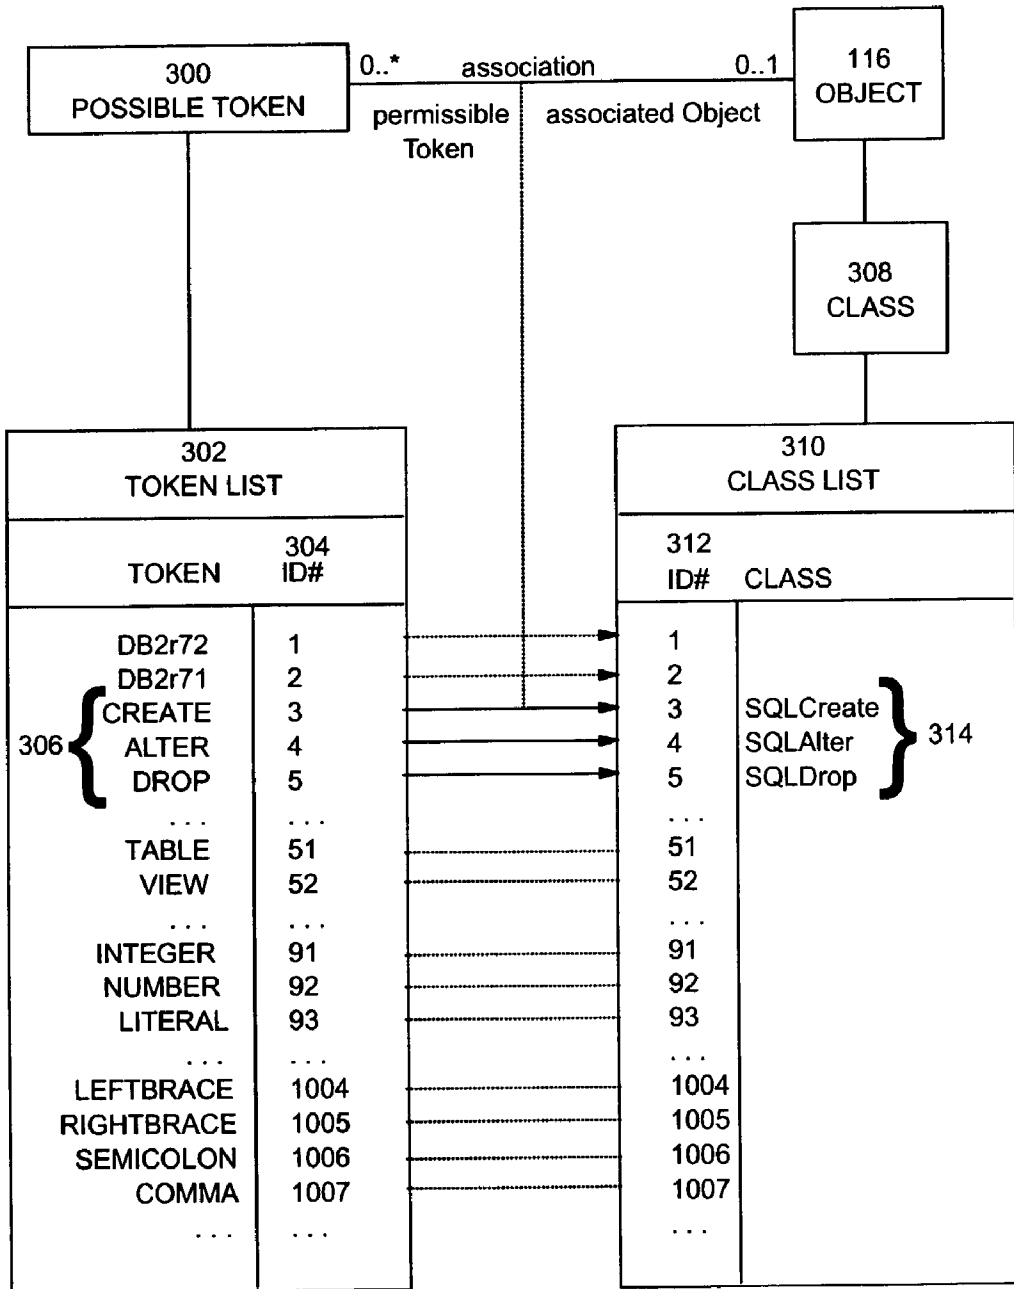 300
POSSIBLE TOKEN
0..* association 0..1
permissible
Token
associated Object
116
OBJECT
308
CLASS
302
TOKEN LIST
310
CLASS LIST
304
TOKEN ID#
312
ID# CLASS
DB2r72 1 1
DB2r71 2 2
CREATE 3 3 SQLCreate
306 ALTER 4 4 SQLAlter 314
DROP 5 5 SQLDrop
. . . . . . . . .
TABLE 51 51
VIEW 52 52
. . . . . . . . .
INTEGER 91 91
NUMBER 92 92
LITERAL 93 93
. . . . . . . . .
LEFTBRACE 1004 1004
RIGHTBRACE 1005 1005
SEMICOLON 1006 1006
COMMA 1007 1007
. . . . . . . . .